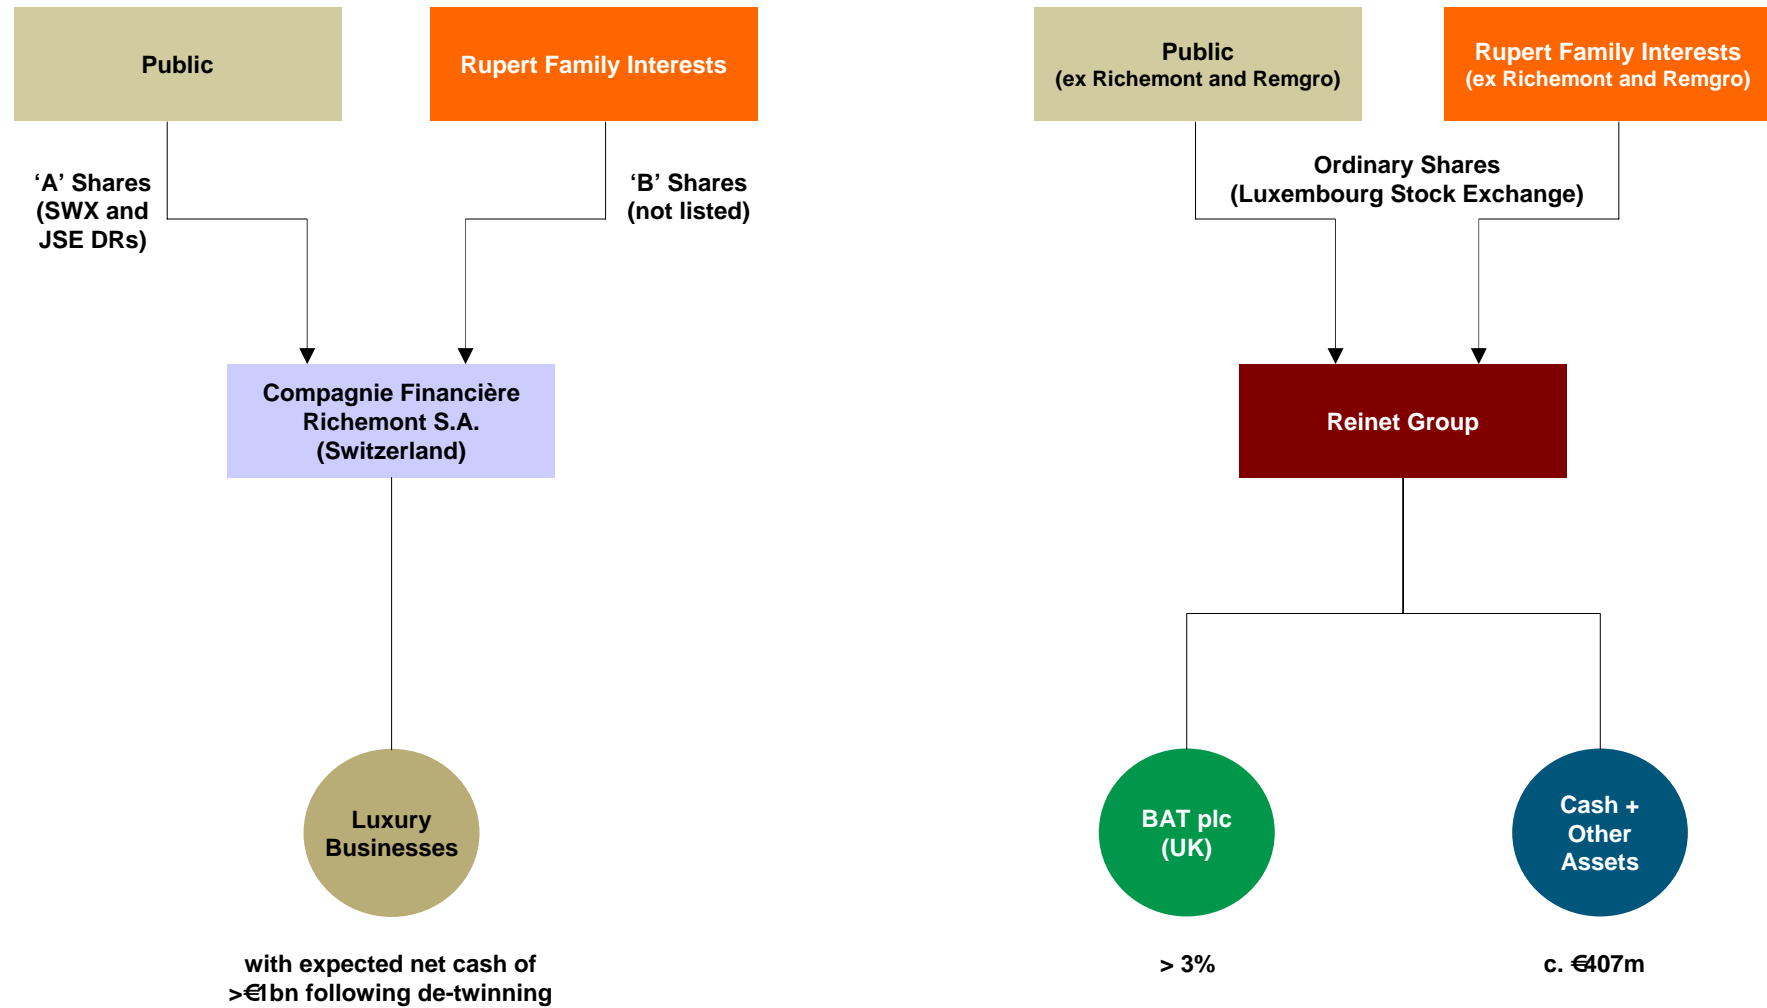 Public
Rupert Family Interests
Public
(ex Richemont and Remgro)
Rupert Family Interests
(ex Richemont and Remgro)
‘A’ Shares
(SWX and
JSE DRs)
‘B’ Shares
(not listed)
Ordinary Shares
(Luxembourg Stock Exchange)
Compagnie Financière
Richemont S.A.
(Switzerland)
Reinet Group
Luxury
Businesses
BAT plc
(UK)
Cash +
Other
Assets
with expected net cash of
>€1bn following de-twinning
> 3%
c. €407m